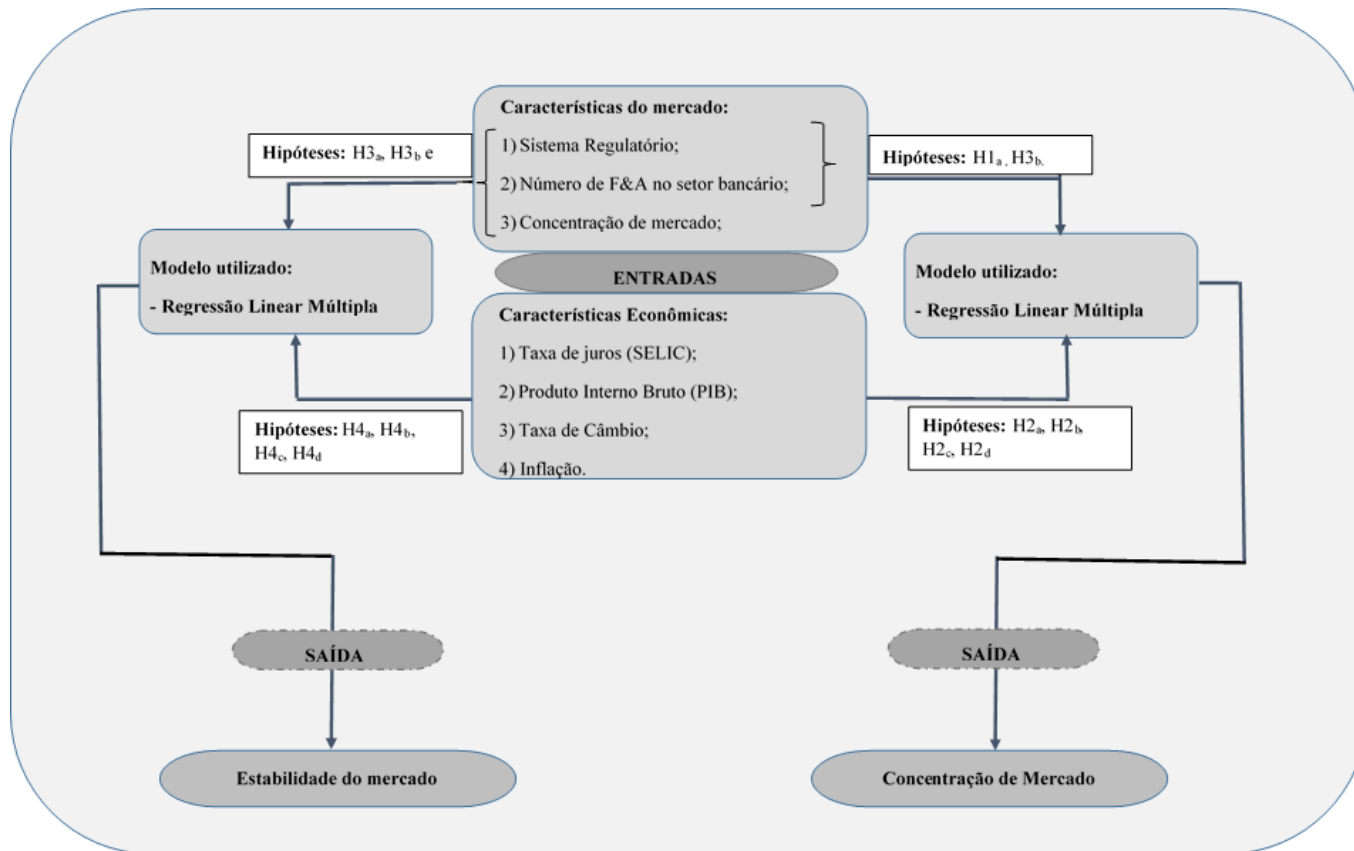 Características do mercado:
1) Sistema Regulatório;
2) Número de F&A no setor bancário;
3) Concentração de mercado;
Hipóteses: H3a, H3b e
Hipóteses: H1a , H3b.
Modelo utilizado:
- Regressão Linear Múltipla
ENTRADAS
Modelo utilizado:
- Regressão Linear Múltipla
Características Econômicas:
1) Taxa de juros (SELIC);
2) Produto Interno Bruto (PIB);
3) Taxa de Câmbio;
4) Inflação.
Hipóteses: H4a, H4b,
H4c, H4d
Hipóteses: H2a, H2b,
H2c, H2d
SAÍDA
SAÍDA
Estabilidade do mercado
Concentração de Mercado